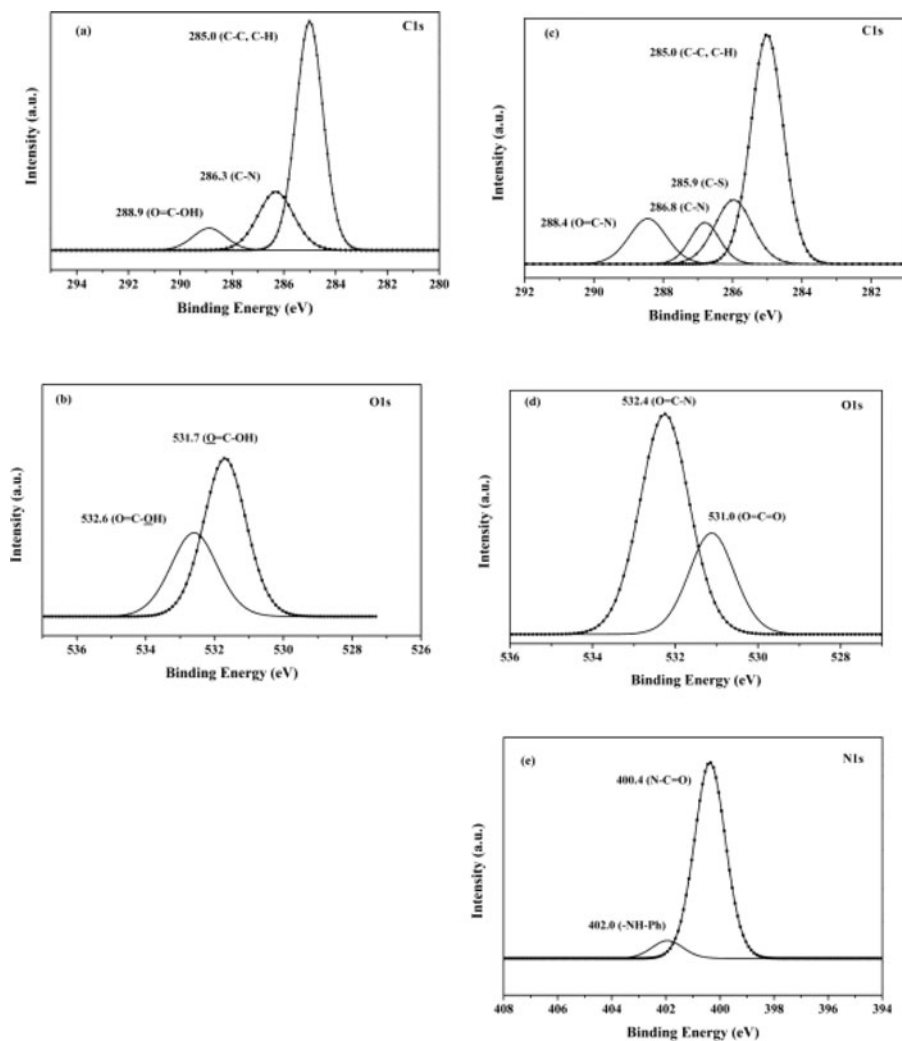 (a)
C1s
285.0 (C-C, C-H)
286.3 (C-N)
288.9 (O=C-OH)
Intensity (a.u.)
294 292 290 288 286 284 282 280
Binding Energy (eV)
(c)
C1s
285.0 (C-C, C-H)
285.9 (C-S)
286.8 (C-N)
288.4 (O=C-N)
Intensity (a.u.)
292 290 288 286 284 282
Binding Energy (eV)
(b)
O1s
531.7 (O=C-OH)
532.6 (O=C-OH)
Intensity (a.u.)
536 534 532 530 528 526
Binding Energy (eV)
(d)
O1s
532.4 (O=C-N)
531.0 (O=C=O)
Intensity (a.u.)
536 534 532 530 528
Binding Energy (eV)
(e)
N1s
400.4 (N-C=O)
402.0 (-NH-Ph)
Intensity (a.u.)
408 406 404 402 400 398 396 394
Binding Energy (eV)